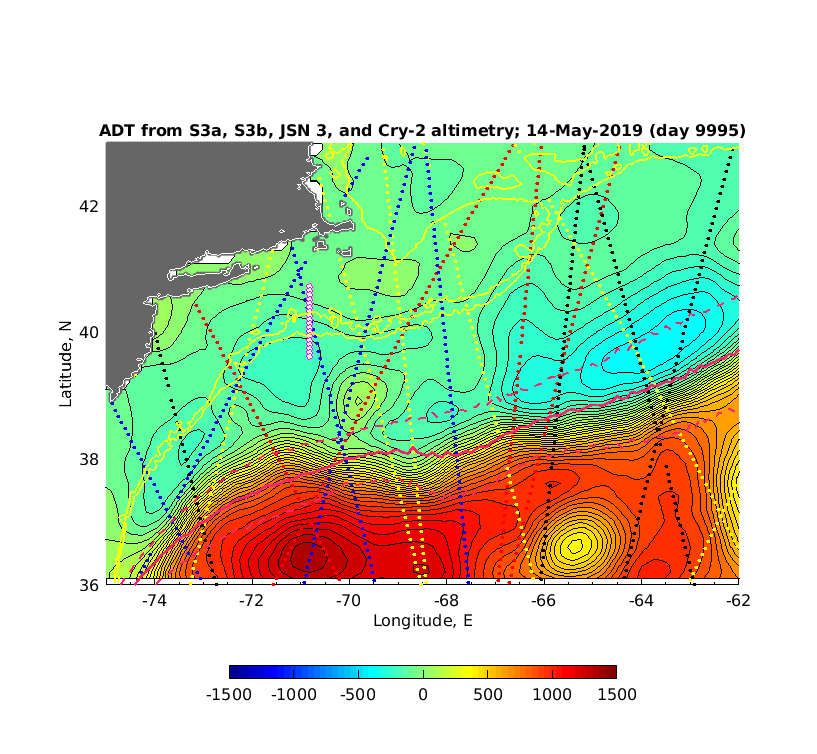 ADT from S3a, S3b, JSN 3, and Cry-2 altimetry; 14-May-2019 (day 9995)
42
40
38
36
Latitude, N
-74 -72 -70 -68 -66 -64 -62
Longitude, E
-1500 -1000 -500 0 500 1000 1500